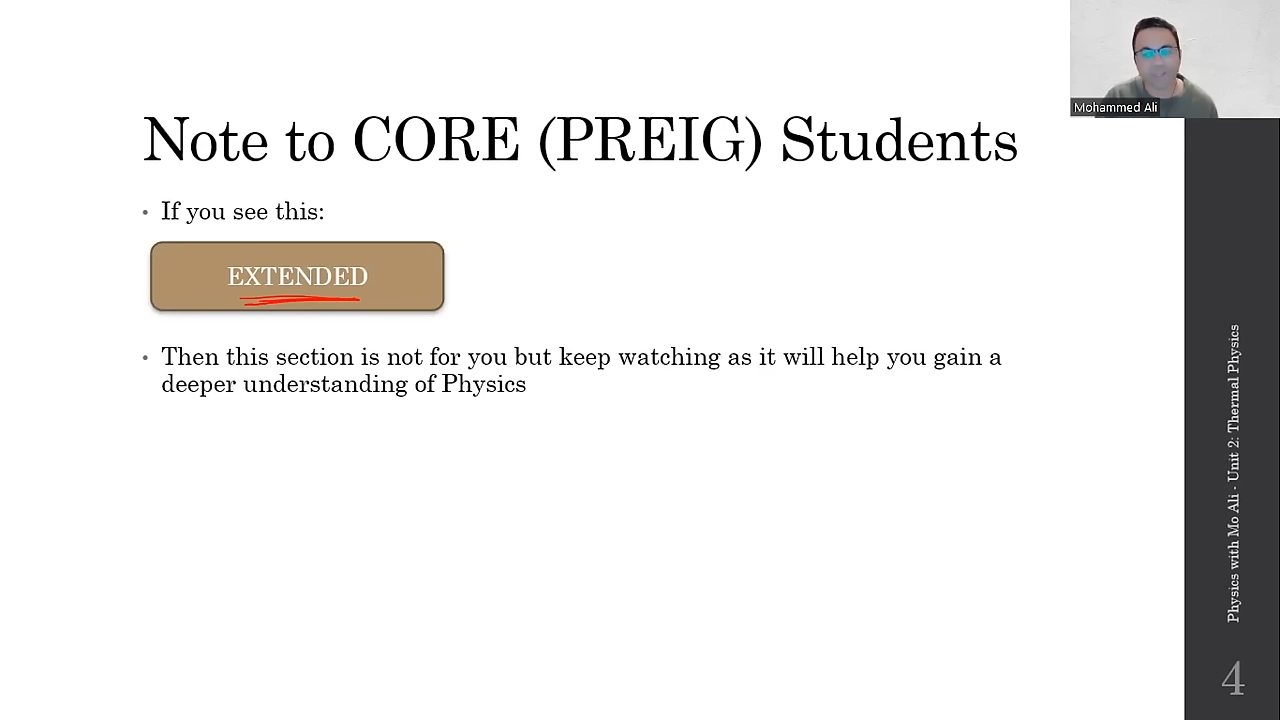 Mohammed Ali
Note to CORE (PREIG) Students
• If you see this:
EXTENDED
• Then this section is not for you but keep watching as it will help you gain a
deeper understanding of Physics
Physics with Mo Ali - Unit 2: Thermal Physics
4